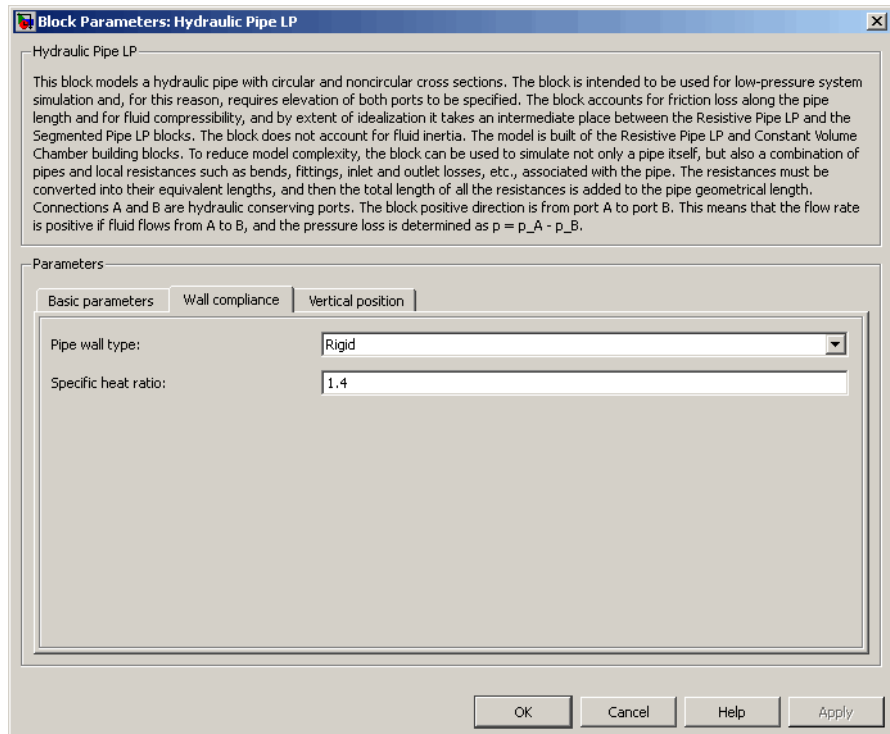 Block Parameters: Hydraulic Pipe LP
Hydraulic Pipe LP
This block models a hydraulic pipe with circular and noncircular cross sections. The block is intended to be used for low-pressure system
simulation and, for this reason, requires elevation of both ports to be specified. The block accounts for friction loss along the pipe
length and for fluid compressibility, and by extent of idealization it takes an intermediate place between the Resistive Pipe LP and the
Segmented Pipe LP blocks. The block does not account for fluid inertia. The model is built of the Resistive Pipe LP and Constant Volume
Chamber building blocks. To reduce model complexity, the block can be used to simulate not only a pipe itself, but also a combination of
pipes and local resistances such as bends, fittings, inlet and outlet losses, etc., associated with the pipe. The resistances must be
converted into their equivalent lengths, and then the total length of all the resistances is added to the pipe geometrical length.
Connections A and B are hydraulic conserving ports. The block positive direction is from port A to port B. This means that the flow rate
is positive if fluid flows from A to B, and the pressure loss is determined as p = p_A - p_B.
Parameters
Basic parameters Wall compliance Vertical position
Pipe wall type: Rigid
Specific heat ratio: 1.4
OK Cancel Help Apply